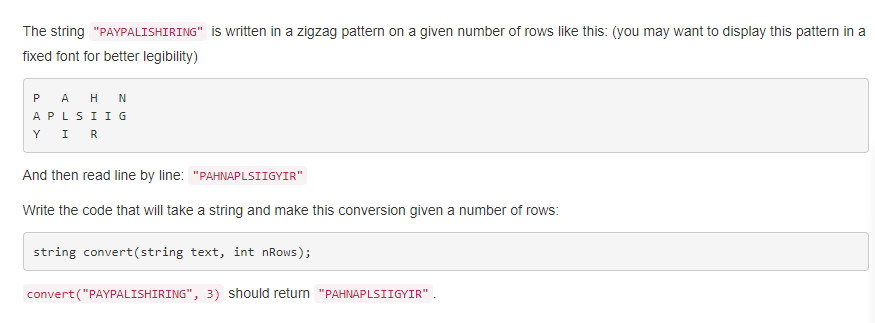 The string "PAYPALISHIRING" is written in a zigzag pattern on a given number of rows like this: (you may want to display this pattern in a
fixed font for better legibility)
P   A   H   N
A P L S I I G
Y   I   R
And then read line by line: "PAHNAPLSIIGYIR"
Write the code that will take a string and make this conversion given a number of rows:
string convert(string text, int nRows);
convert("PAYPALISHIRING", 3) should return "PAHNAPLSIIGYIR" .